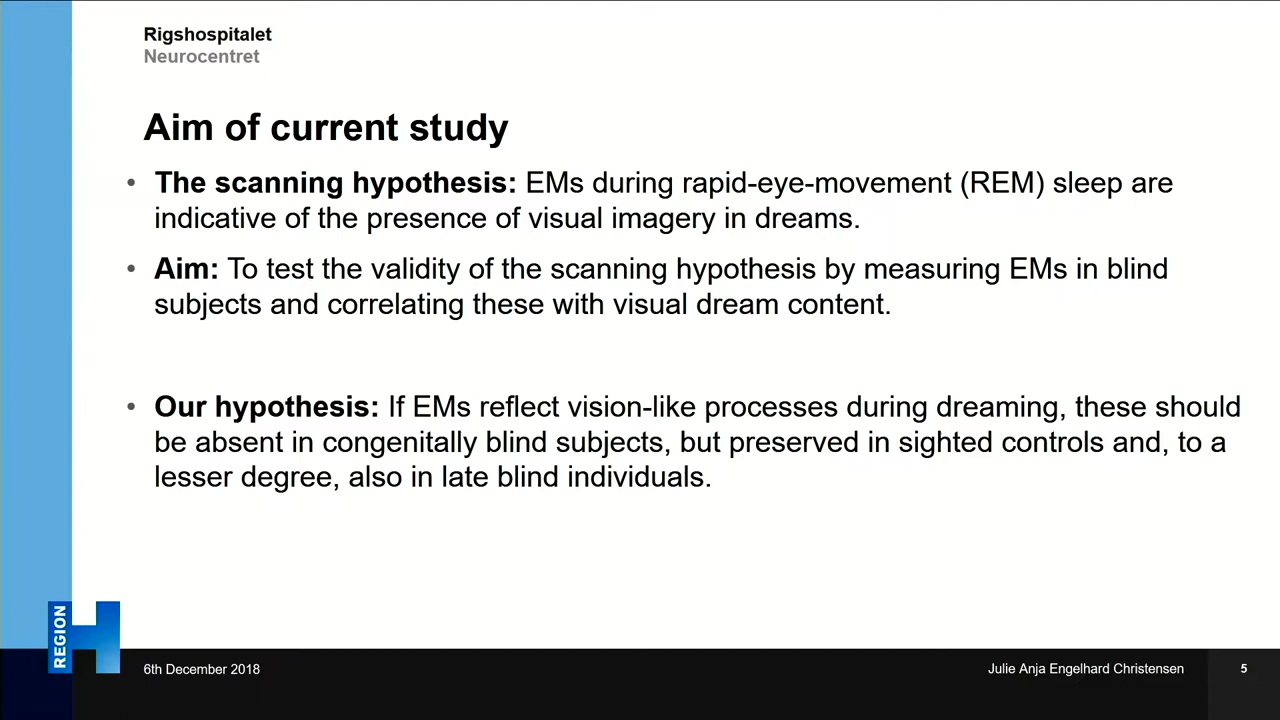 Rigshospitalet
Neurocentret
Aim of current study
• The scanning hypothesis: EMs during rapid-eye-movement (REM) sleep are
indicative of the presence of visual imagery in dreams.
• Aim: To test the validity of the scanning hypothesis by measuring EMs in blind
subjects and correlating these with visual dream content.
• Our hypothesis: If EMs reflect vision-like processes during dreaming, these should
be absent in congenitally blind subjects, but preserved in sighted controls and, to a
lesser degree, also in late blind individuals.
REGION H
6th December 2018
Julie Anja Engelhard Christensen
5